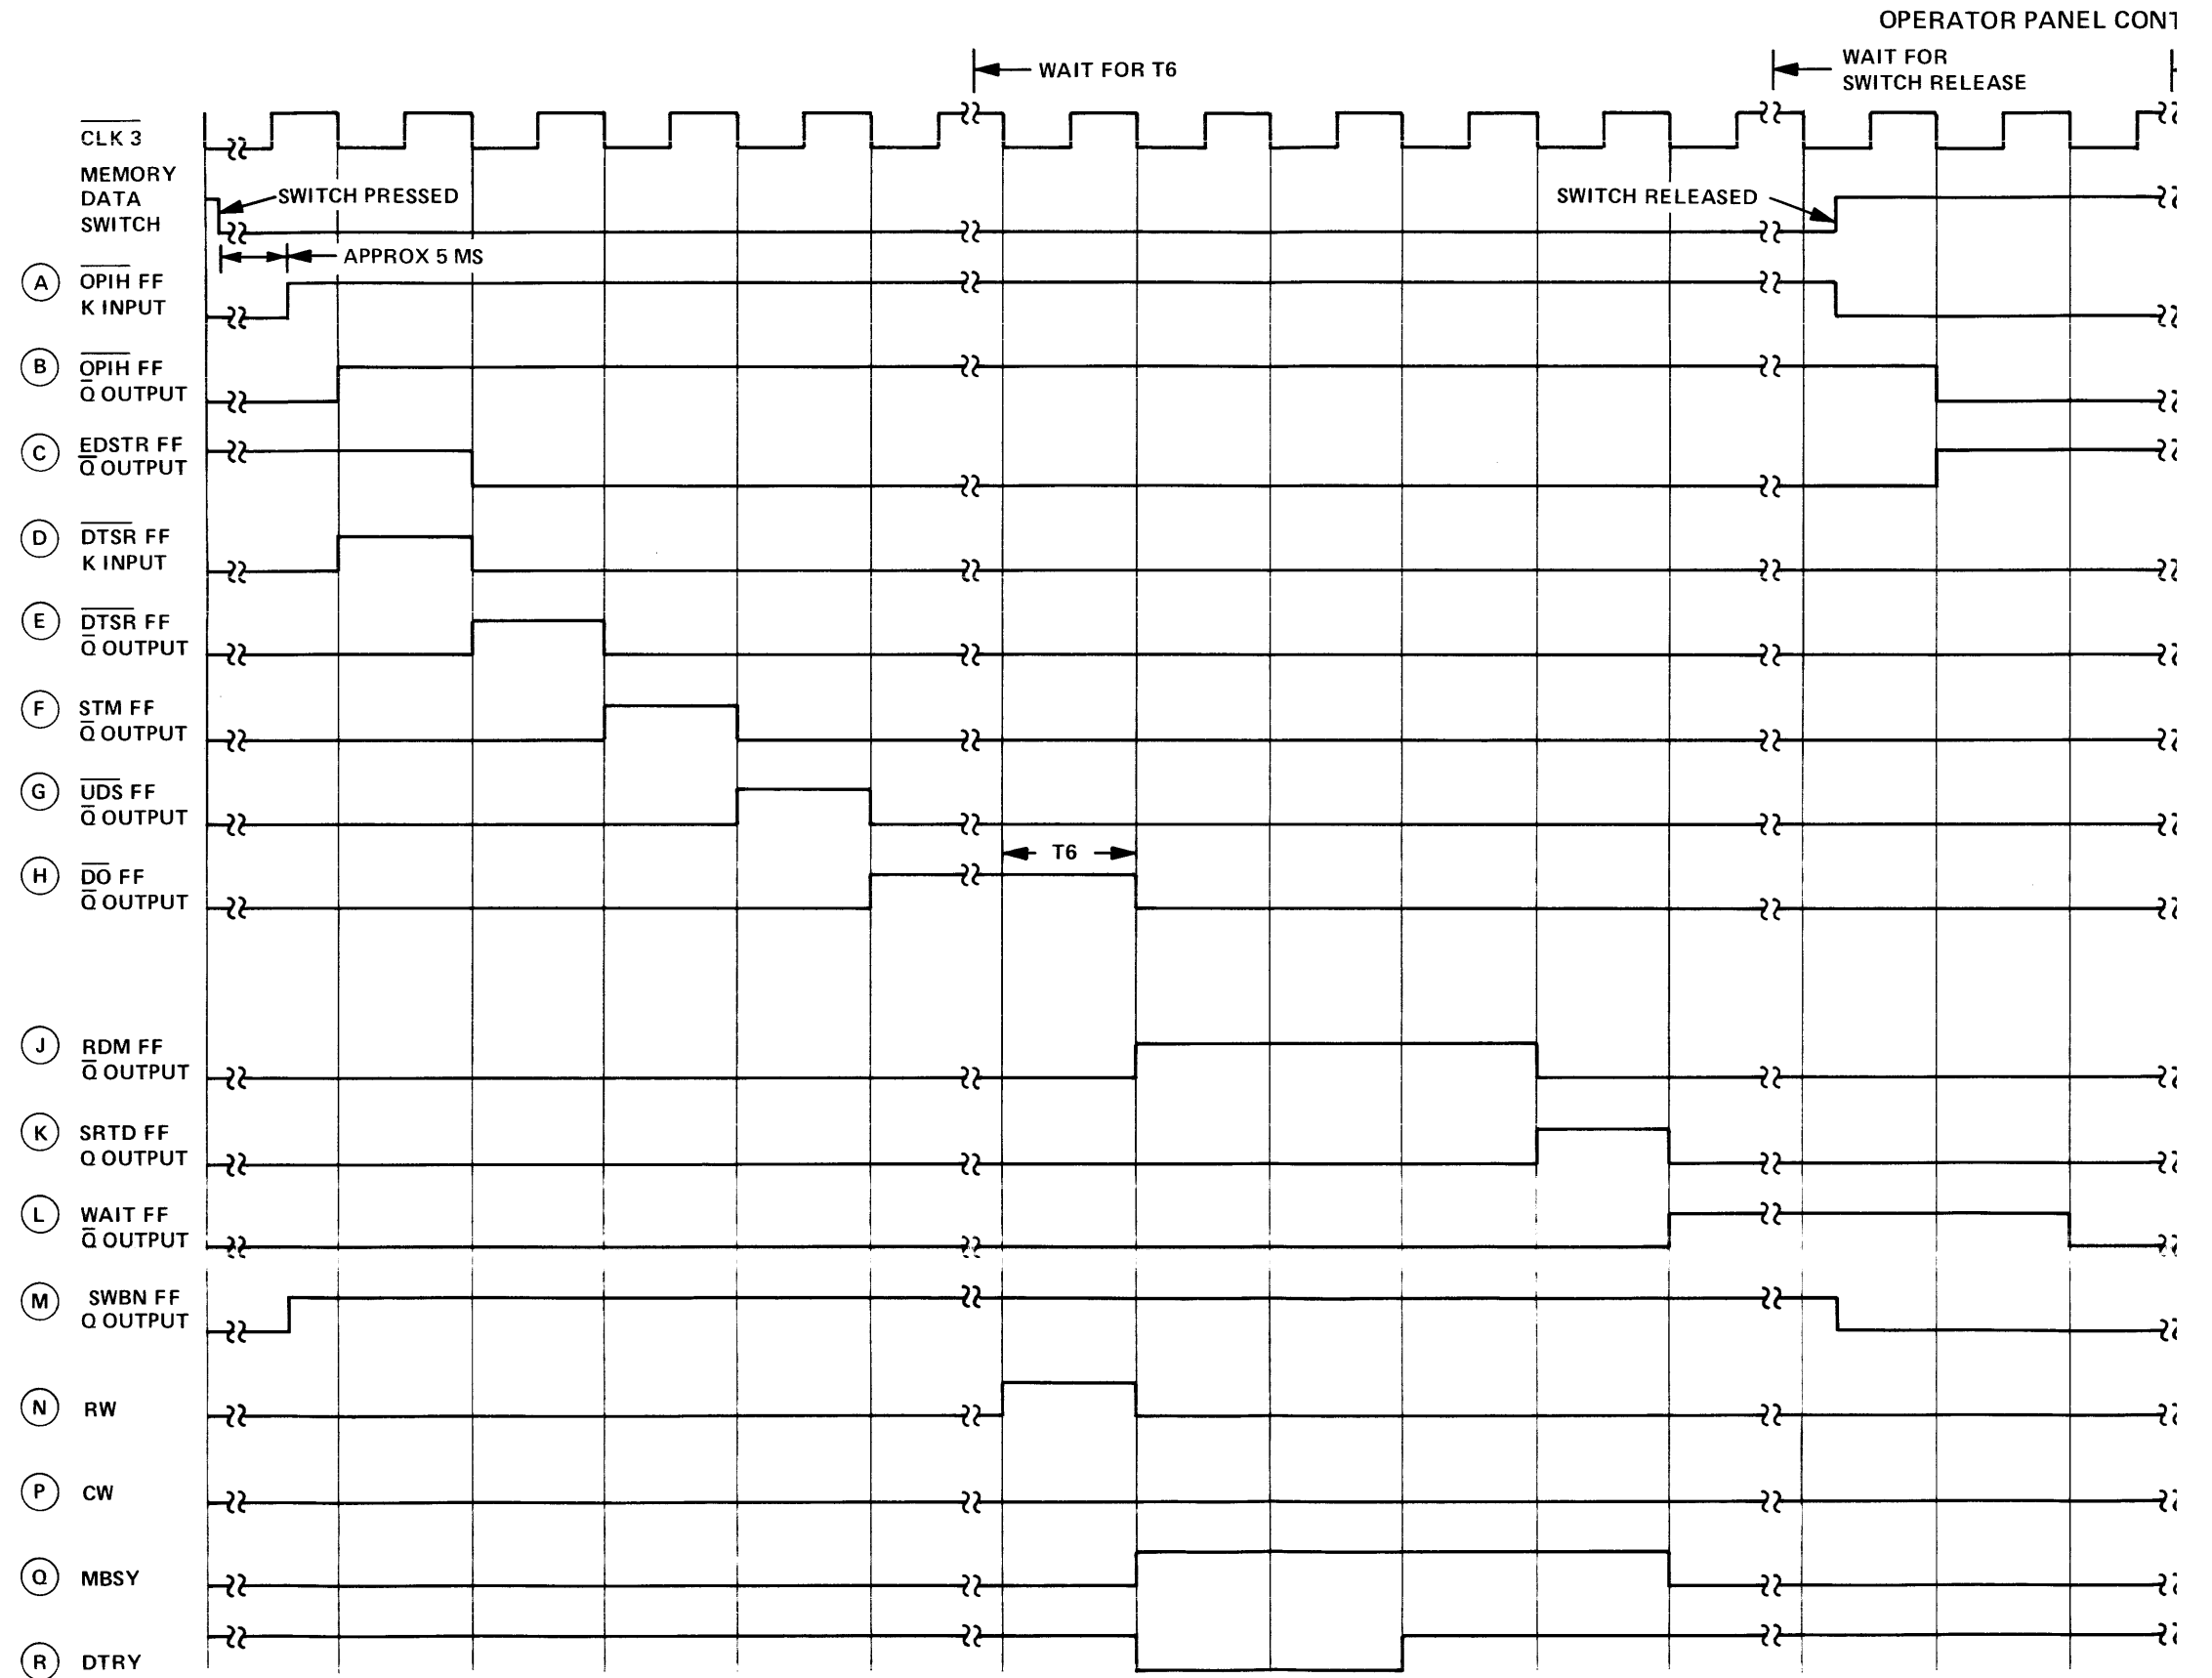 OPERATOR PANEL CONT
WAIT FOR T6
WAIT FOR
SWITCH RELEASE
CLK 3
MEMORY
DATA
SWITCH
SWITCH PRESSED
SWITCH RELEASED
APPROX 5 MS
A OPIH FF
K INPUT
B OPIH FF
Q̅ OUTPUT
C EDSTR FF
Q̅ OUTPUT
D DTSR FF
K INPUT
E DTSR FF
Q̅ OUTPUT
F STM FF
Q̅ OUTPUT
G UDS FF
Q̅ OUTPUT
T6
H DO FF
Q̅ OUTPUT
J RDM FF
Q̅ OUTPUT
K SRTD FF
Q OUTPUT
L WAIT FF
Q̅ OUTPUT
M SWBN FF
Q OUTPUT
N RW
P CW
Q MBSY
R DTRY